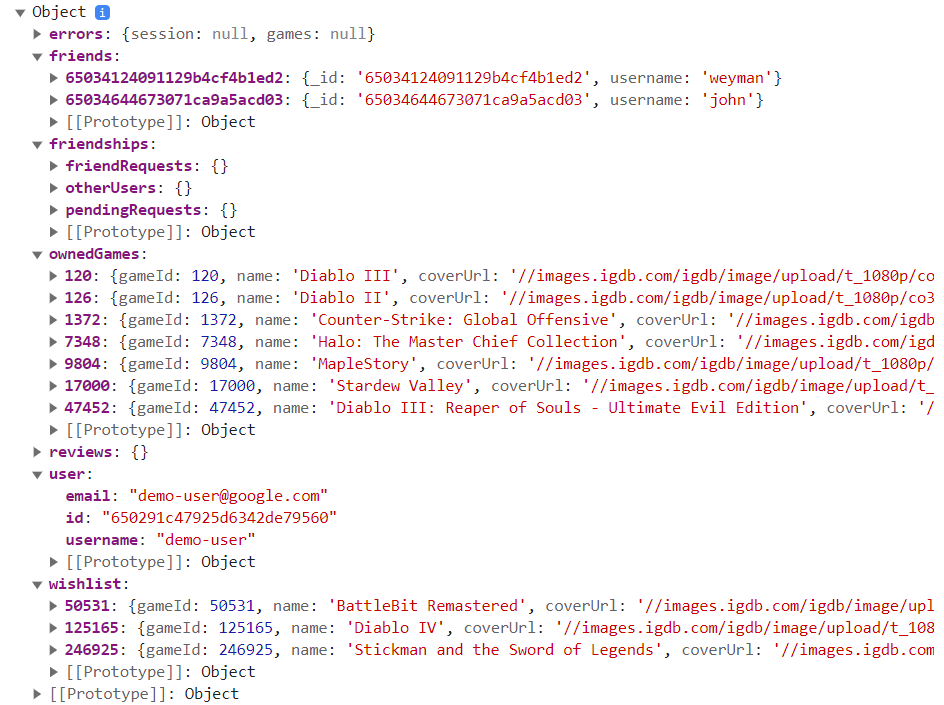 Object i
errors: {session: null, games: null}
friends:
65034124091129b4cf4b1ed2: {_id: '65034124091129b4cf4b1ed2', username: 'weyman'}
65034644673071ca9a5acd03: {_id: '65034644673071ca9a5acd03', username: 'john'}
[[Prototype]]: Object
friendships:
friendRequests: {}
otherUsers: {}
pendingRequests: {}
[[Prototype]]: Object
ownedGames:
120: {gameId: 120, name: 'Diablo III', coverUrl: '//images.igdb.com/igdb/image/upload/t_1080p/co
126: {gameId: 126, name: 'Diablo II', coverUrl: '//images.igdb.com/igdb/image/upload/t_1080p/co3
1372: {gameId: 1372, name: 'Counter-Strike: Global Offensive', coverUrl: '//images.igdb.com/igdb
7348: {gameId: 7348, name: 'Halo: The Master Chief Collection', coverUrl: '//images.igdb.com/igd
9804: {gameId: 9804, name: 'MapleStory', coverUrl: '//images.igdb.com/igdb/image/upload/t_1080p/
17000: {gameId: 17000, name: 'Stardew Valley', coverUrl: '//images.igdb.com/igdb/image/upload/t_
47452: {gameId: 47452, name: 'Diablo III: Reaper of Souls - Ultimate Evil Edition', coverUrl: '/
[[Prototype]]: Object
reviews: {}
user:
email: "demo-user@google.com"
id: "650291c47925d6342de79560"
username: "demo-user"
[[Prototype]]: Object
wishlist:
50531: {gameId: 50531, name: 'BattleBit Remastered', coverUrl: '//images.igdb.com/igdb/image/upl
125165: {gameId: 125165, name: 'Diablo IV', coverUrl: '//images.igdb.com/igdb/image/upload/t_108
246925: {gameId: 246925, name: 'Stickman and the Sword of Legends', coverUrl: '//images.igdb.com
[[Prototype]]: Object
[[Prototype]]: Object